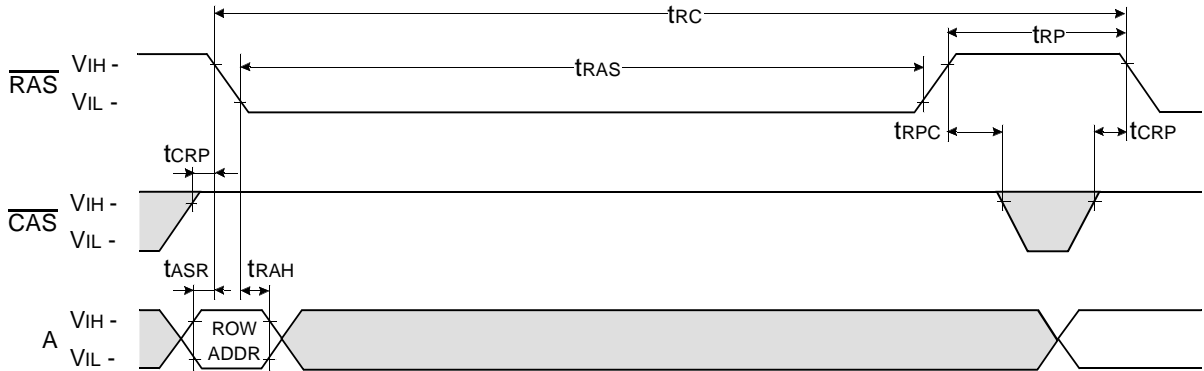 tRC
tRP
VIH -
RAS
tRAS
VIL -
tRPC
tCRP
tCRP
VIH -
CAS
VIL -
tASR
tRAH
VIH -
ROW
A
VIL -
ADDR